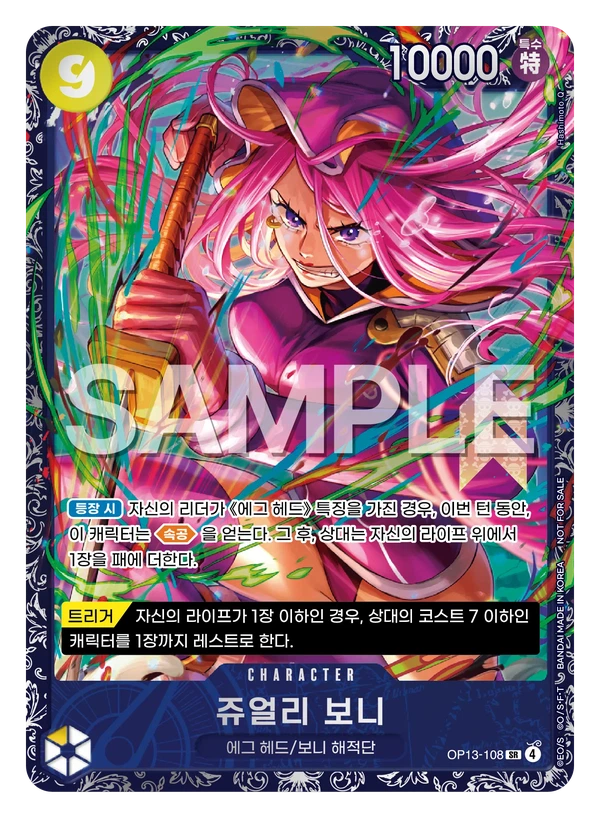 9
10000
특수
特
Hashimoto Q
SAMPLE
등장 시 자신의 리더가 《에그 헤드》 특징을 가진 경우, 이번 턴 동안,
이 캐릭터는 속공 을 얻는다. 그 후, 상대는 자신의 라이프 위에서
1장을 패에 더한다.
트리거 자신의 라이프가 1장 이하인 경우, 상대의 코스트 7 이하인
캐릭터를 1장까지 레스트로 한다.
CHARACTER
쥬얼리 보니
에그 헤드/보니 해적단
OP13-108 SR 4
©EO/S ©O/S·F·T BANDAI MADE IN KOREA NOT FOR SALE